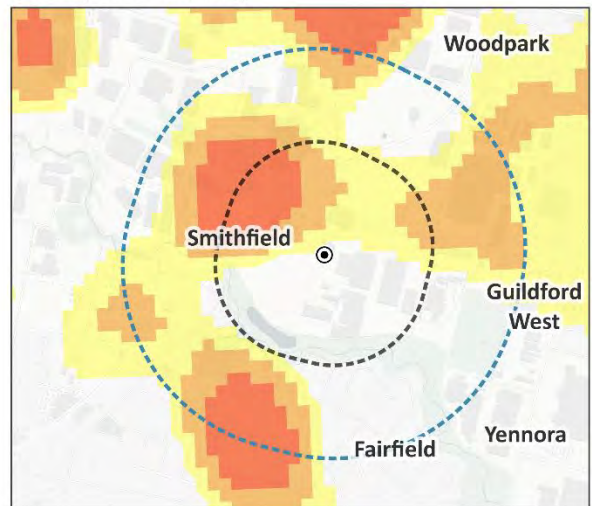 Woodpark
Smithfield
Guildford
West
Fairfield
Yennora